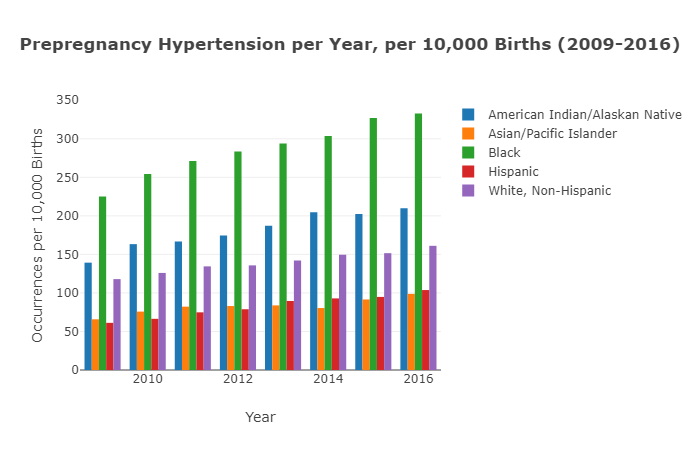 Prepregnancy Hypertension per Year, per 10,000 Births (2009-2016)
350
300
250
200
150
100
50
0
Occurrences per 10,000 Births
2010
2012
2014
2016
Year
American Indian/Alaskan Native
Asian/Pacific Islander
Black
Hispanic
White, Non-Hispanic